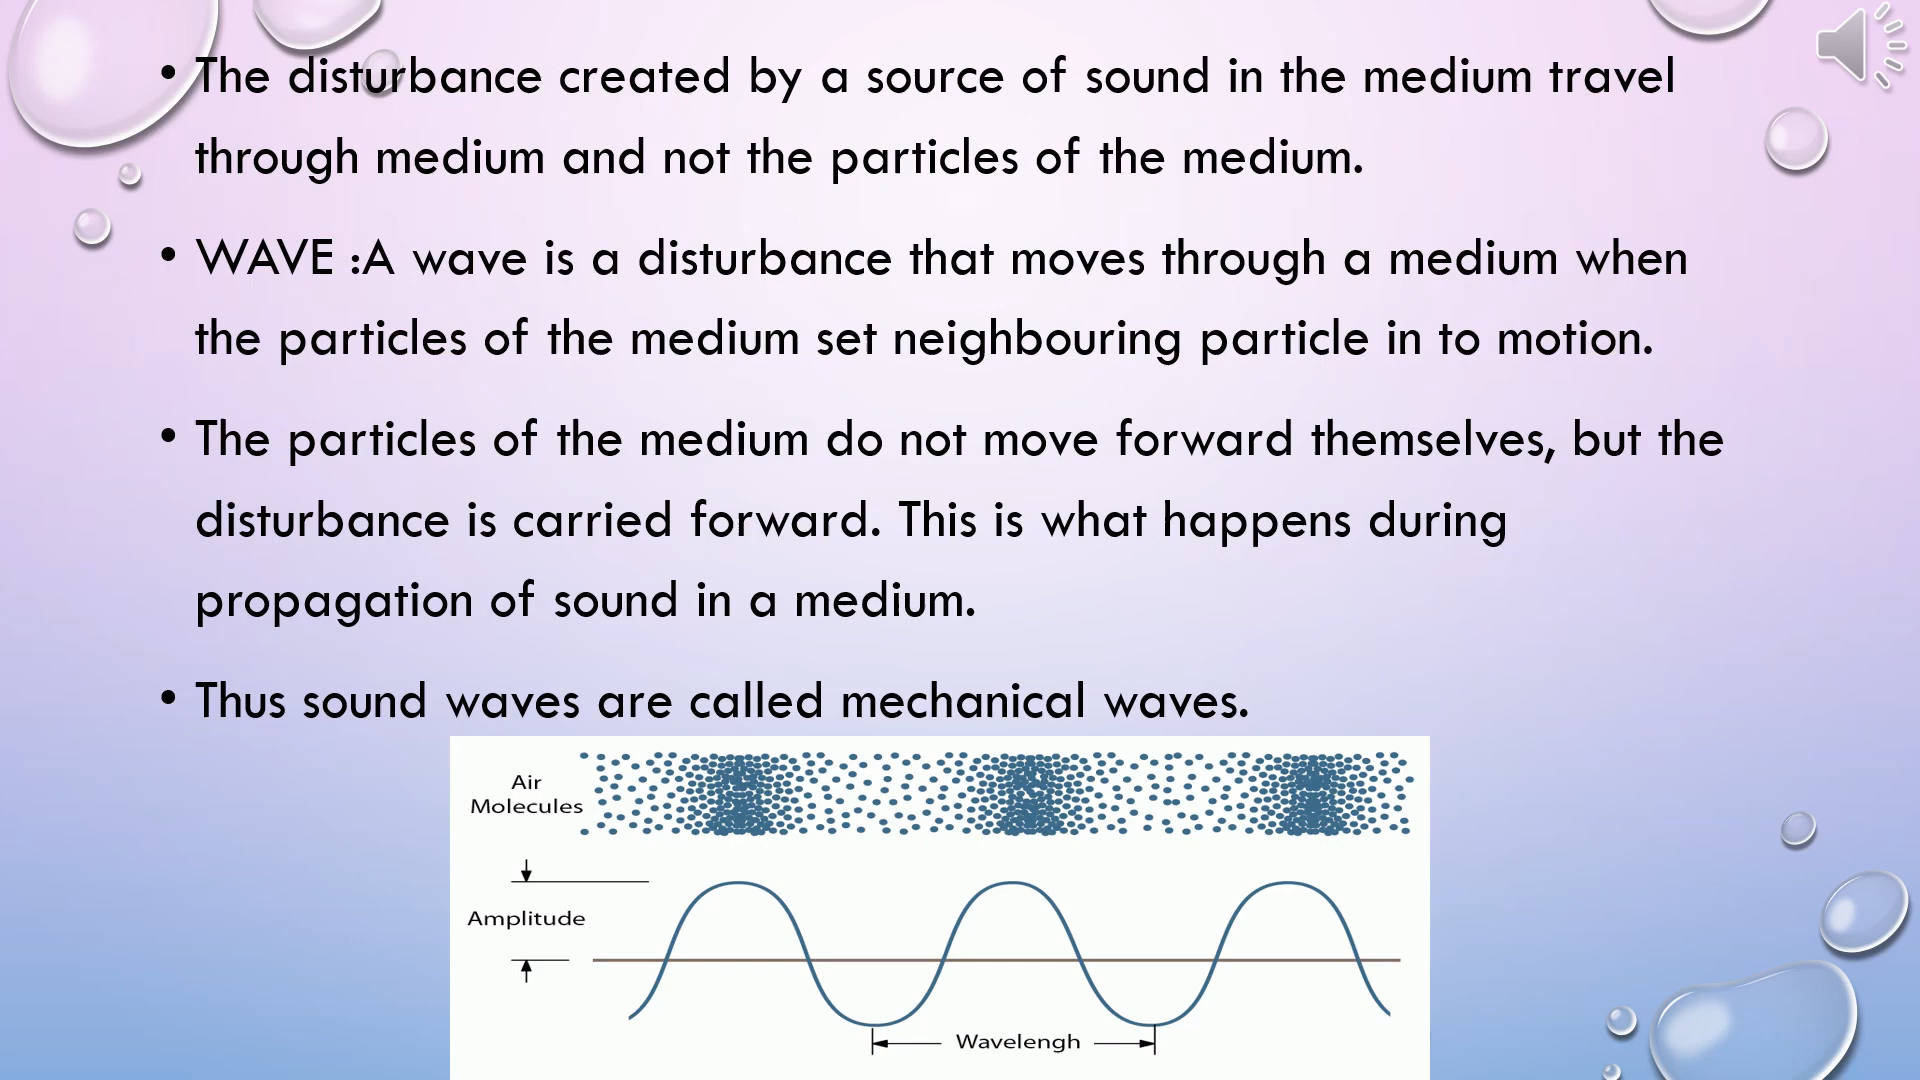 • The disturbance created by a source of sound in the medium travel
through medium and not the particles of the medium.
• WAVE :A wave is a disturbance that moves through a medium when
the particles of the medium set neighbouring particle in to motion.
• The particles of the medium do not move forward themselves, but the
disturbance is carried forward. This is what happens during
propagation of sound in a medium.
• Thus sound waves are called mechanical waves.
Air
Molecules
Amplitude
Wavelengh